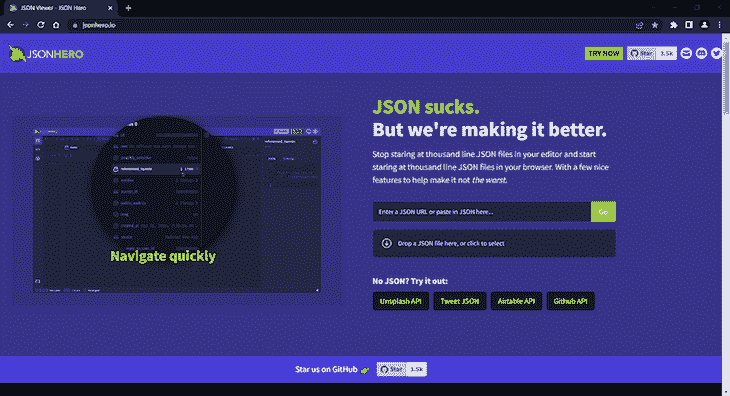 JSON Viewer - JSON Hero
jsonhero.io
JSONHERO
TRY NOW
Star 3.5k
JSON sucks.
But we're making it better.
Stop staring at thousand line JSON files in your editor and start
staring at thousand line JSON files in your browser. With a few nice
features to help make it not the worst.
Enter a JSON URL or paste in JSON here...
Go
Drop a JSON file here, or click to select
No JSON? Try it out:
Unsplash API
Tweet JSON
Airtable API
Github API
Navigate quickly
Star us on GitHub
Star 3.5k